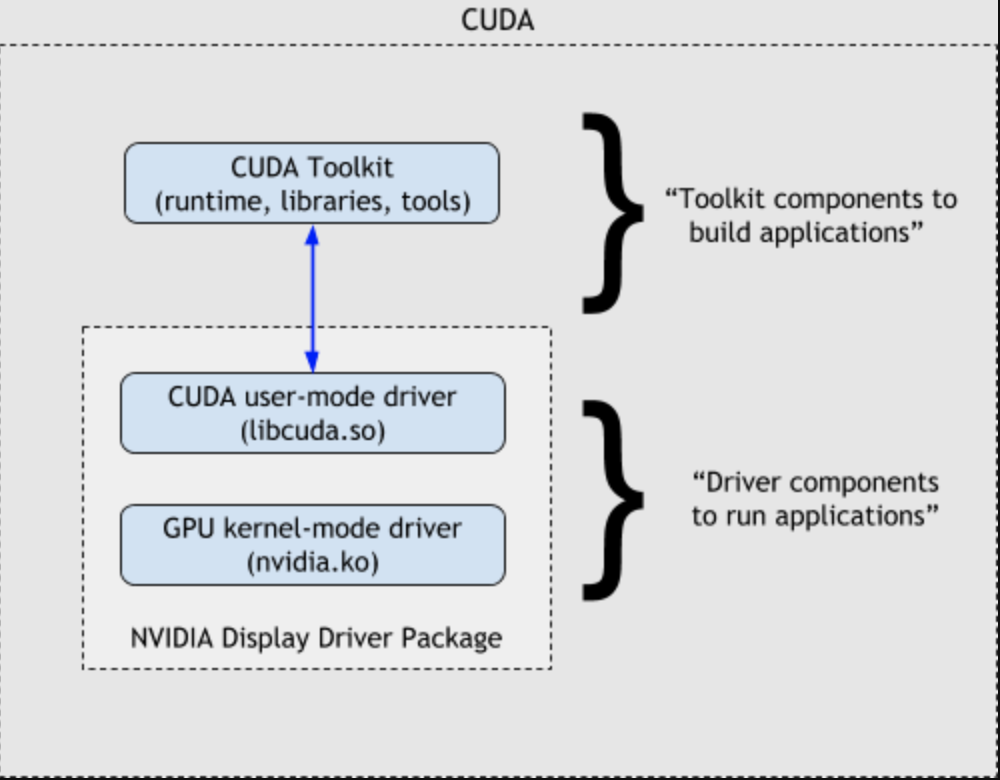 CUDA
CUDA Toolkit
(runtime, libraries, tools)
“Toolkit components to
build applications”
CUDA user-mode driver
(libcuda.so)
GPU kernel-mode driver
(nvidia.ko)
“Driver components
to run applications”
NVIDIA Display Driver Package